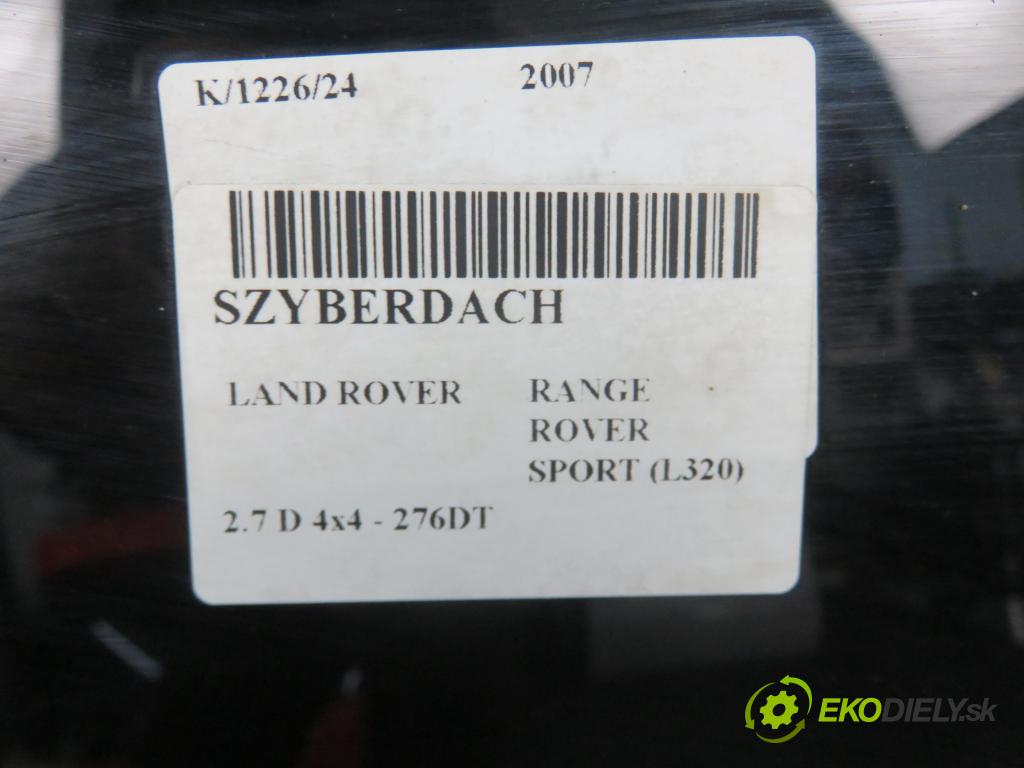 K/1226/24 2007
SZYBERDACH
LAND ROVER RANGE
ROVER
SPORT (L320)
2.7 D 4x4 - 276DT
EKODIELY.sk